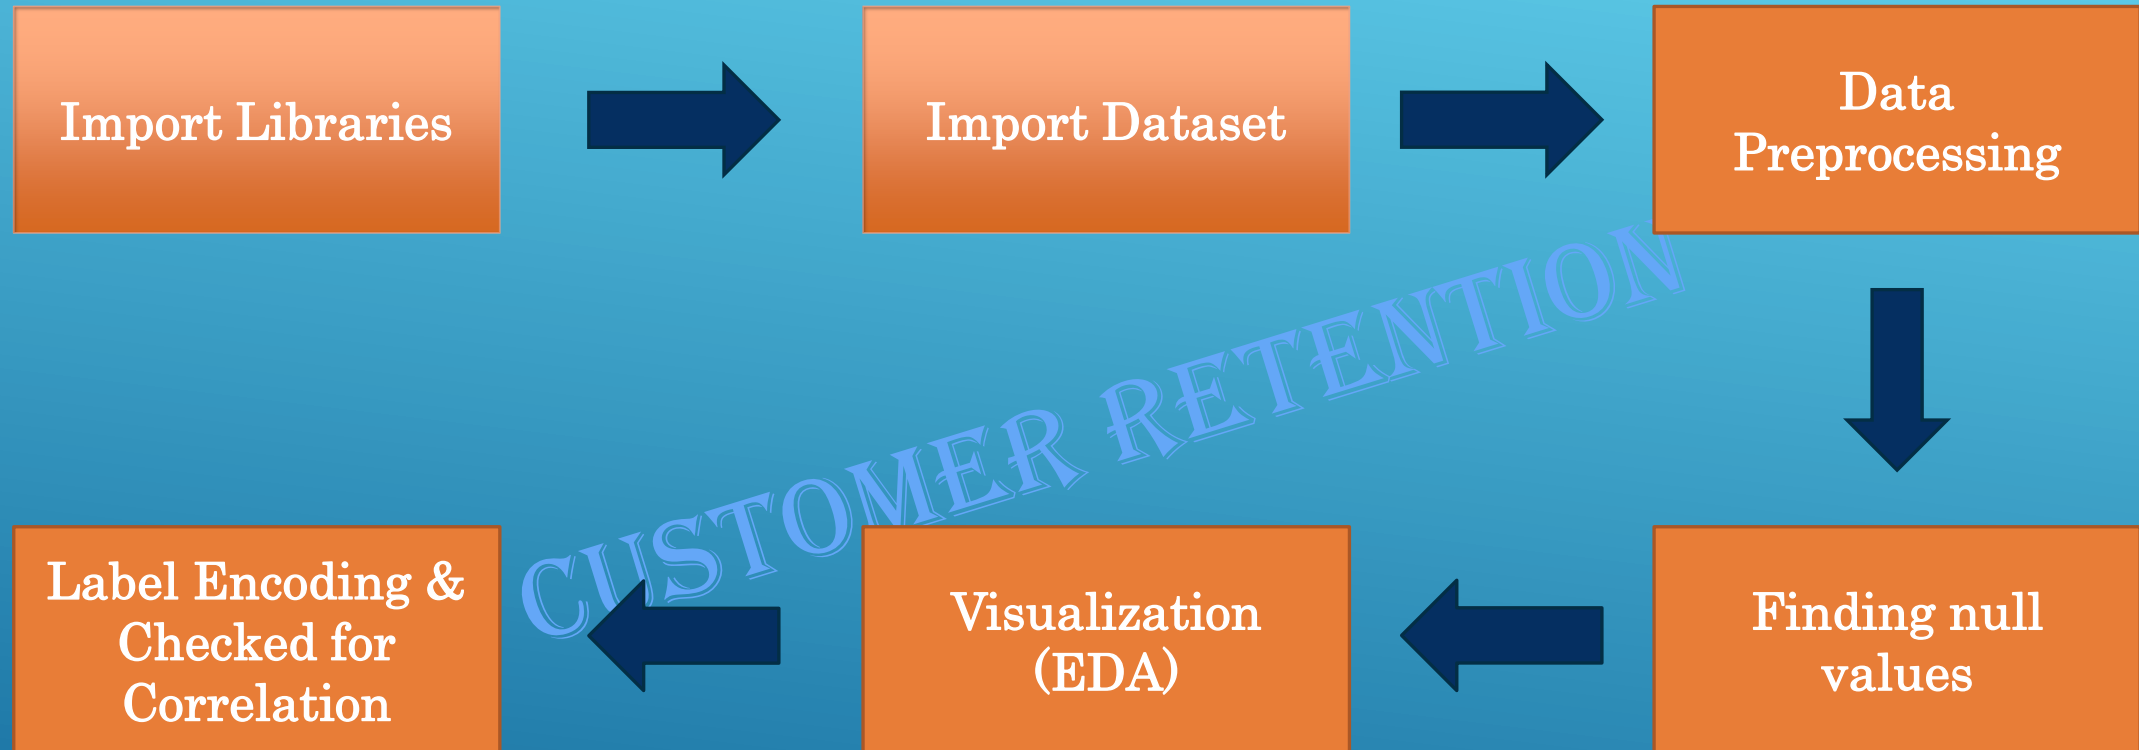 Import Libraries
Import Dataset
Data
Preprocessing
CUSTOMER RETENTION
Finding null
values
Visualization
(EDA)
Label Encoding &
Checked for
Correlation